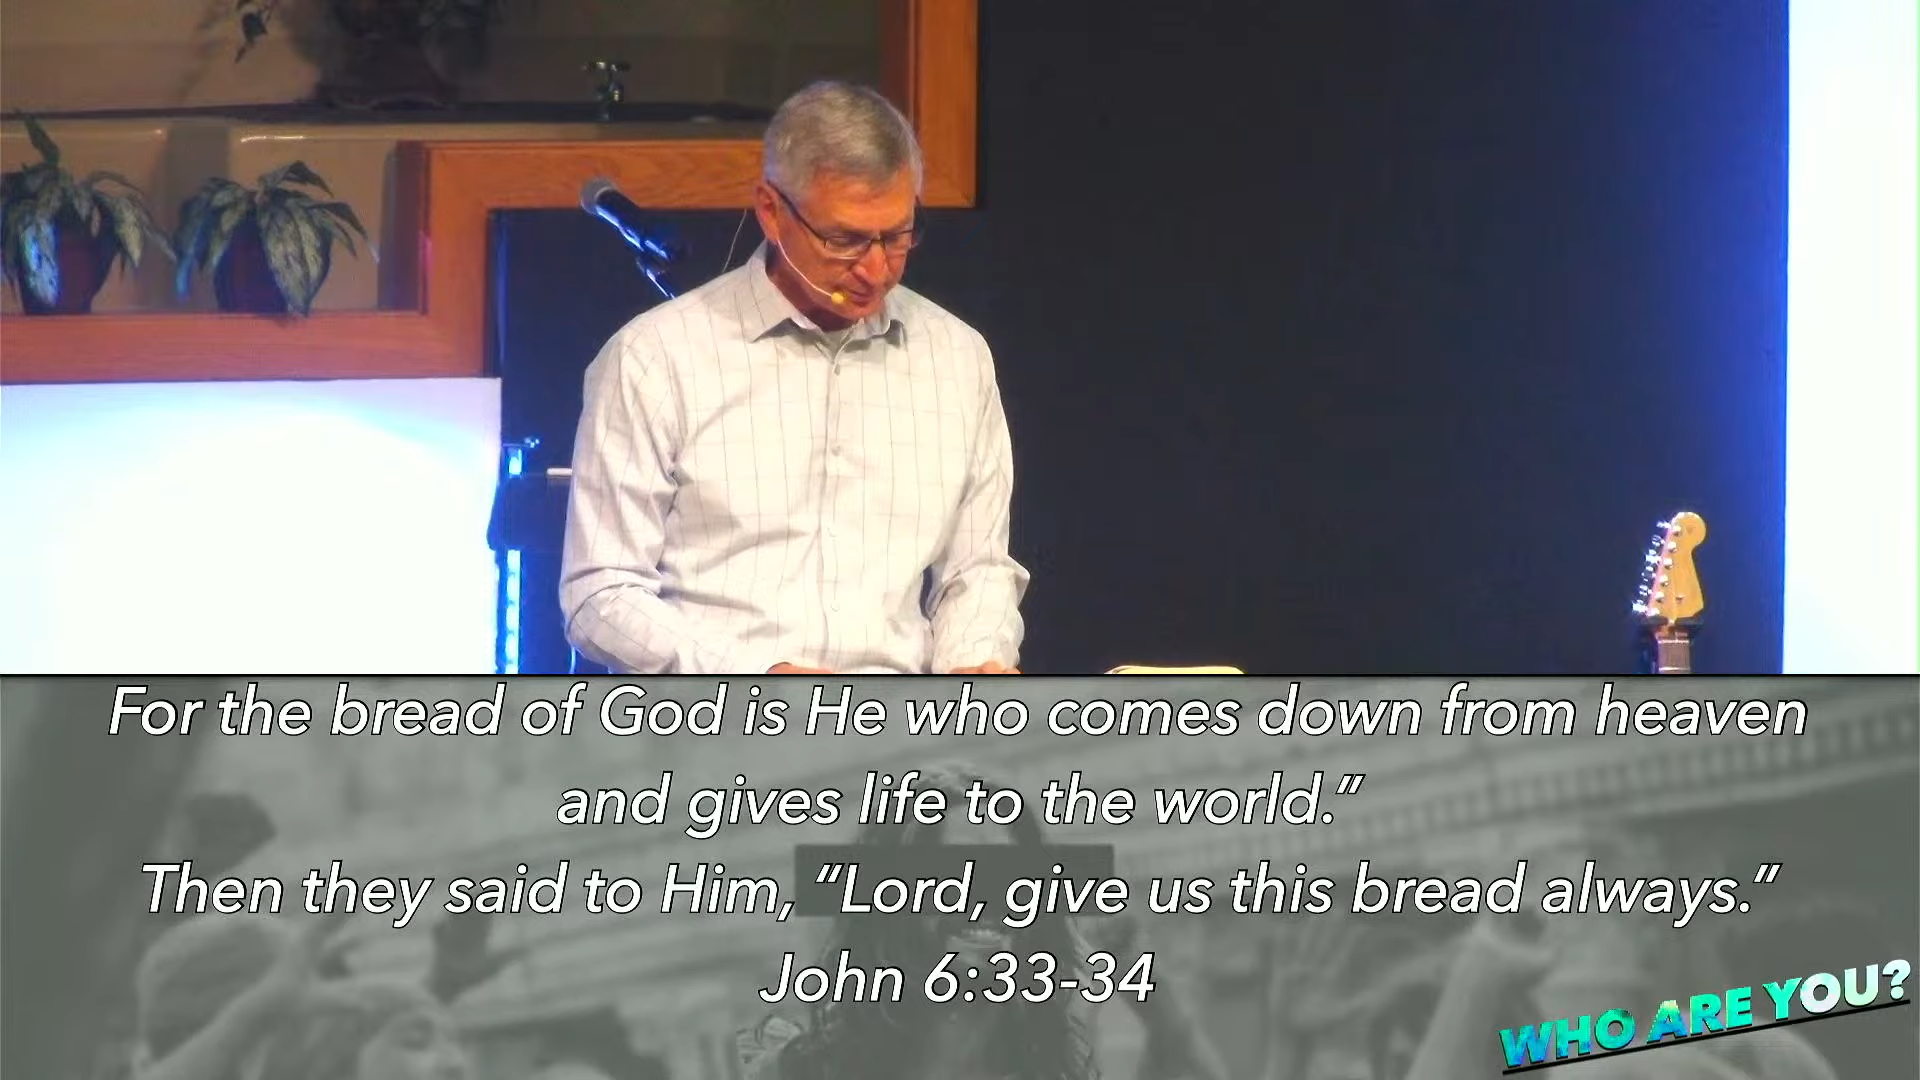 For the bread of God is He who comes down from heaven
and gives life to the world.”
Then they said to Him, “Lord, give us this bread always.”
John 6:33-34
WHO ARE YOU?